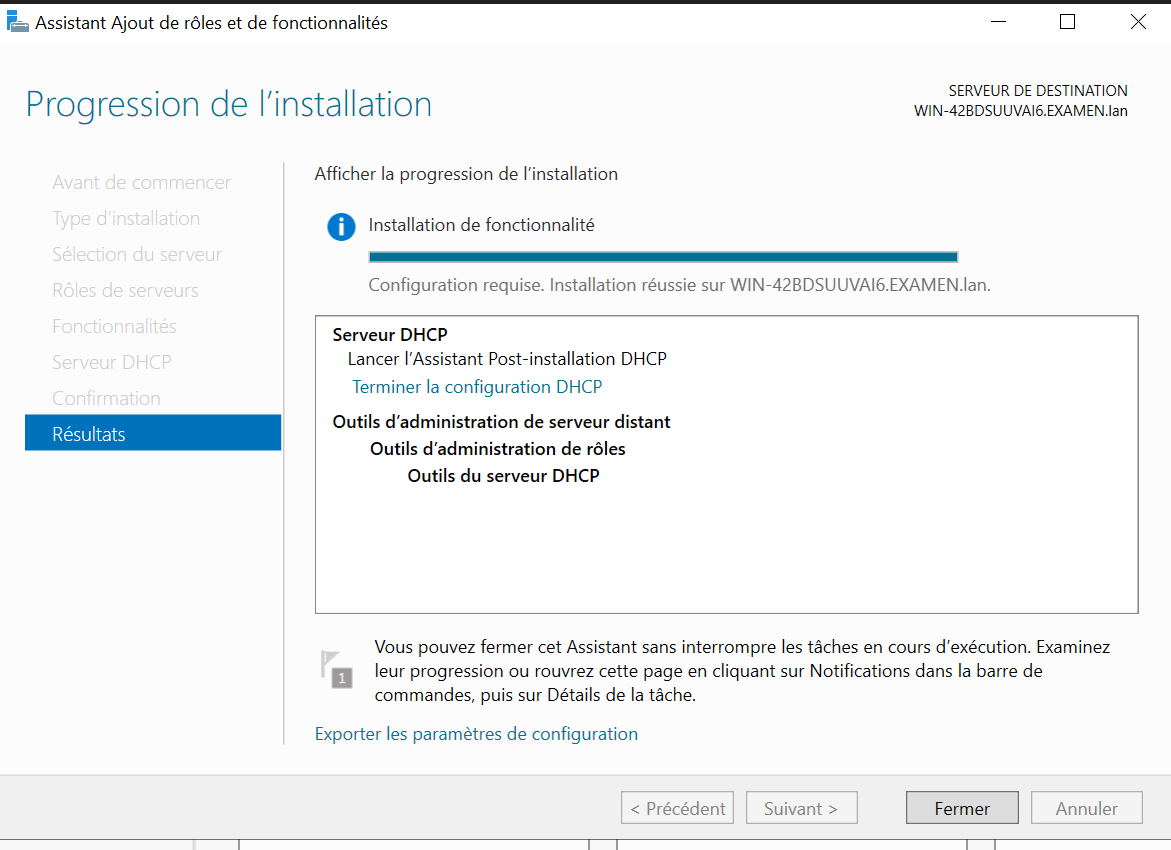 Assistant Ajout de rôles et de fonctionnalités
Progression de l’installation
SERVEUR DE DESTINATION
WIN-42BDSUUVAI6.EXAMEN.lan
Avant de commencer
Type d’installation
Sélection du serveur
Rôles de serveurs
Fonctionnalités
Serveur DHCP
Confirmation
Résultats
Afficher la progression de l’installation
Installation de fonctionnalité
Configuration requise. Installation réussie sur WIN-42BDSUUVAI6.EXAMEN.lan.
Serveur DHCP
Lancer l’Assistant Post-installation DHCP
Terminer la configuration DHCP
Outils d’administration de serveur distant
Outils d’administration de rôles
Outils du serveur DHCP
1
Vous pouvez fermer cet Assistant sans interrompre les tâches en cours d’exécution. Examinez
leur progression ou rouvrez cette page en cliquant sur Notifications dans la barre de
commandes, puis sur Détails de la tâche.
Exporter les paramètres de configuration
< Précédent
Suivant >
Fermer
Annuler